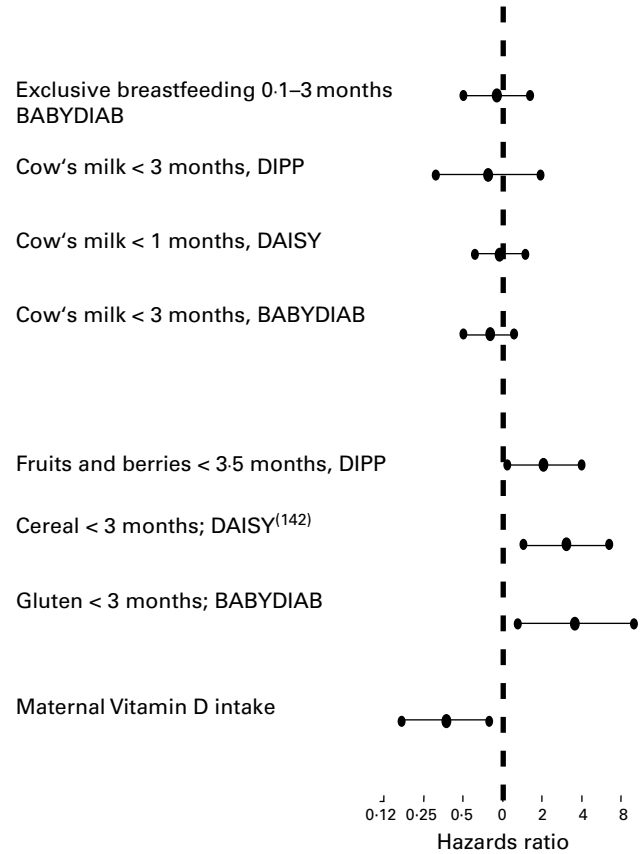 Exclusive breastfeeding 0·1–3 months
BABYDIAB
Cow‘s milk < 3 months, DIPP
Cow‘s milk < 1 months, DAISY
Cow‘s milk < 3 months, BABYDIAB
Fruits and berries < 3·5 months, DIPP
Cereal < 3 months; DAISY(142)
Gluten < 3 months; BABYDIAB
Maternal Vitamin D intake
0·12 0·25 0·5 0 2 4 8
Hazards ratio